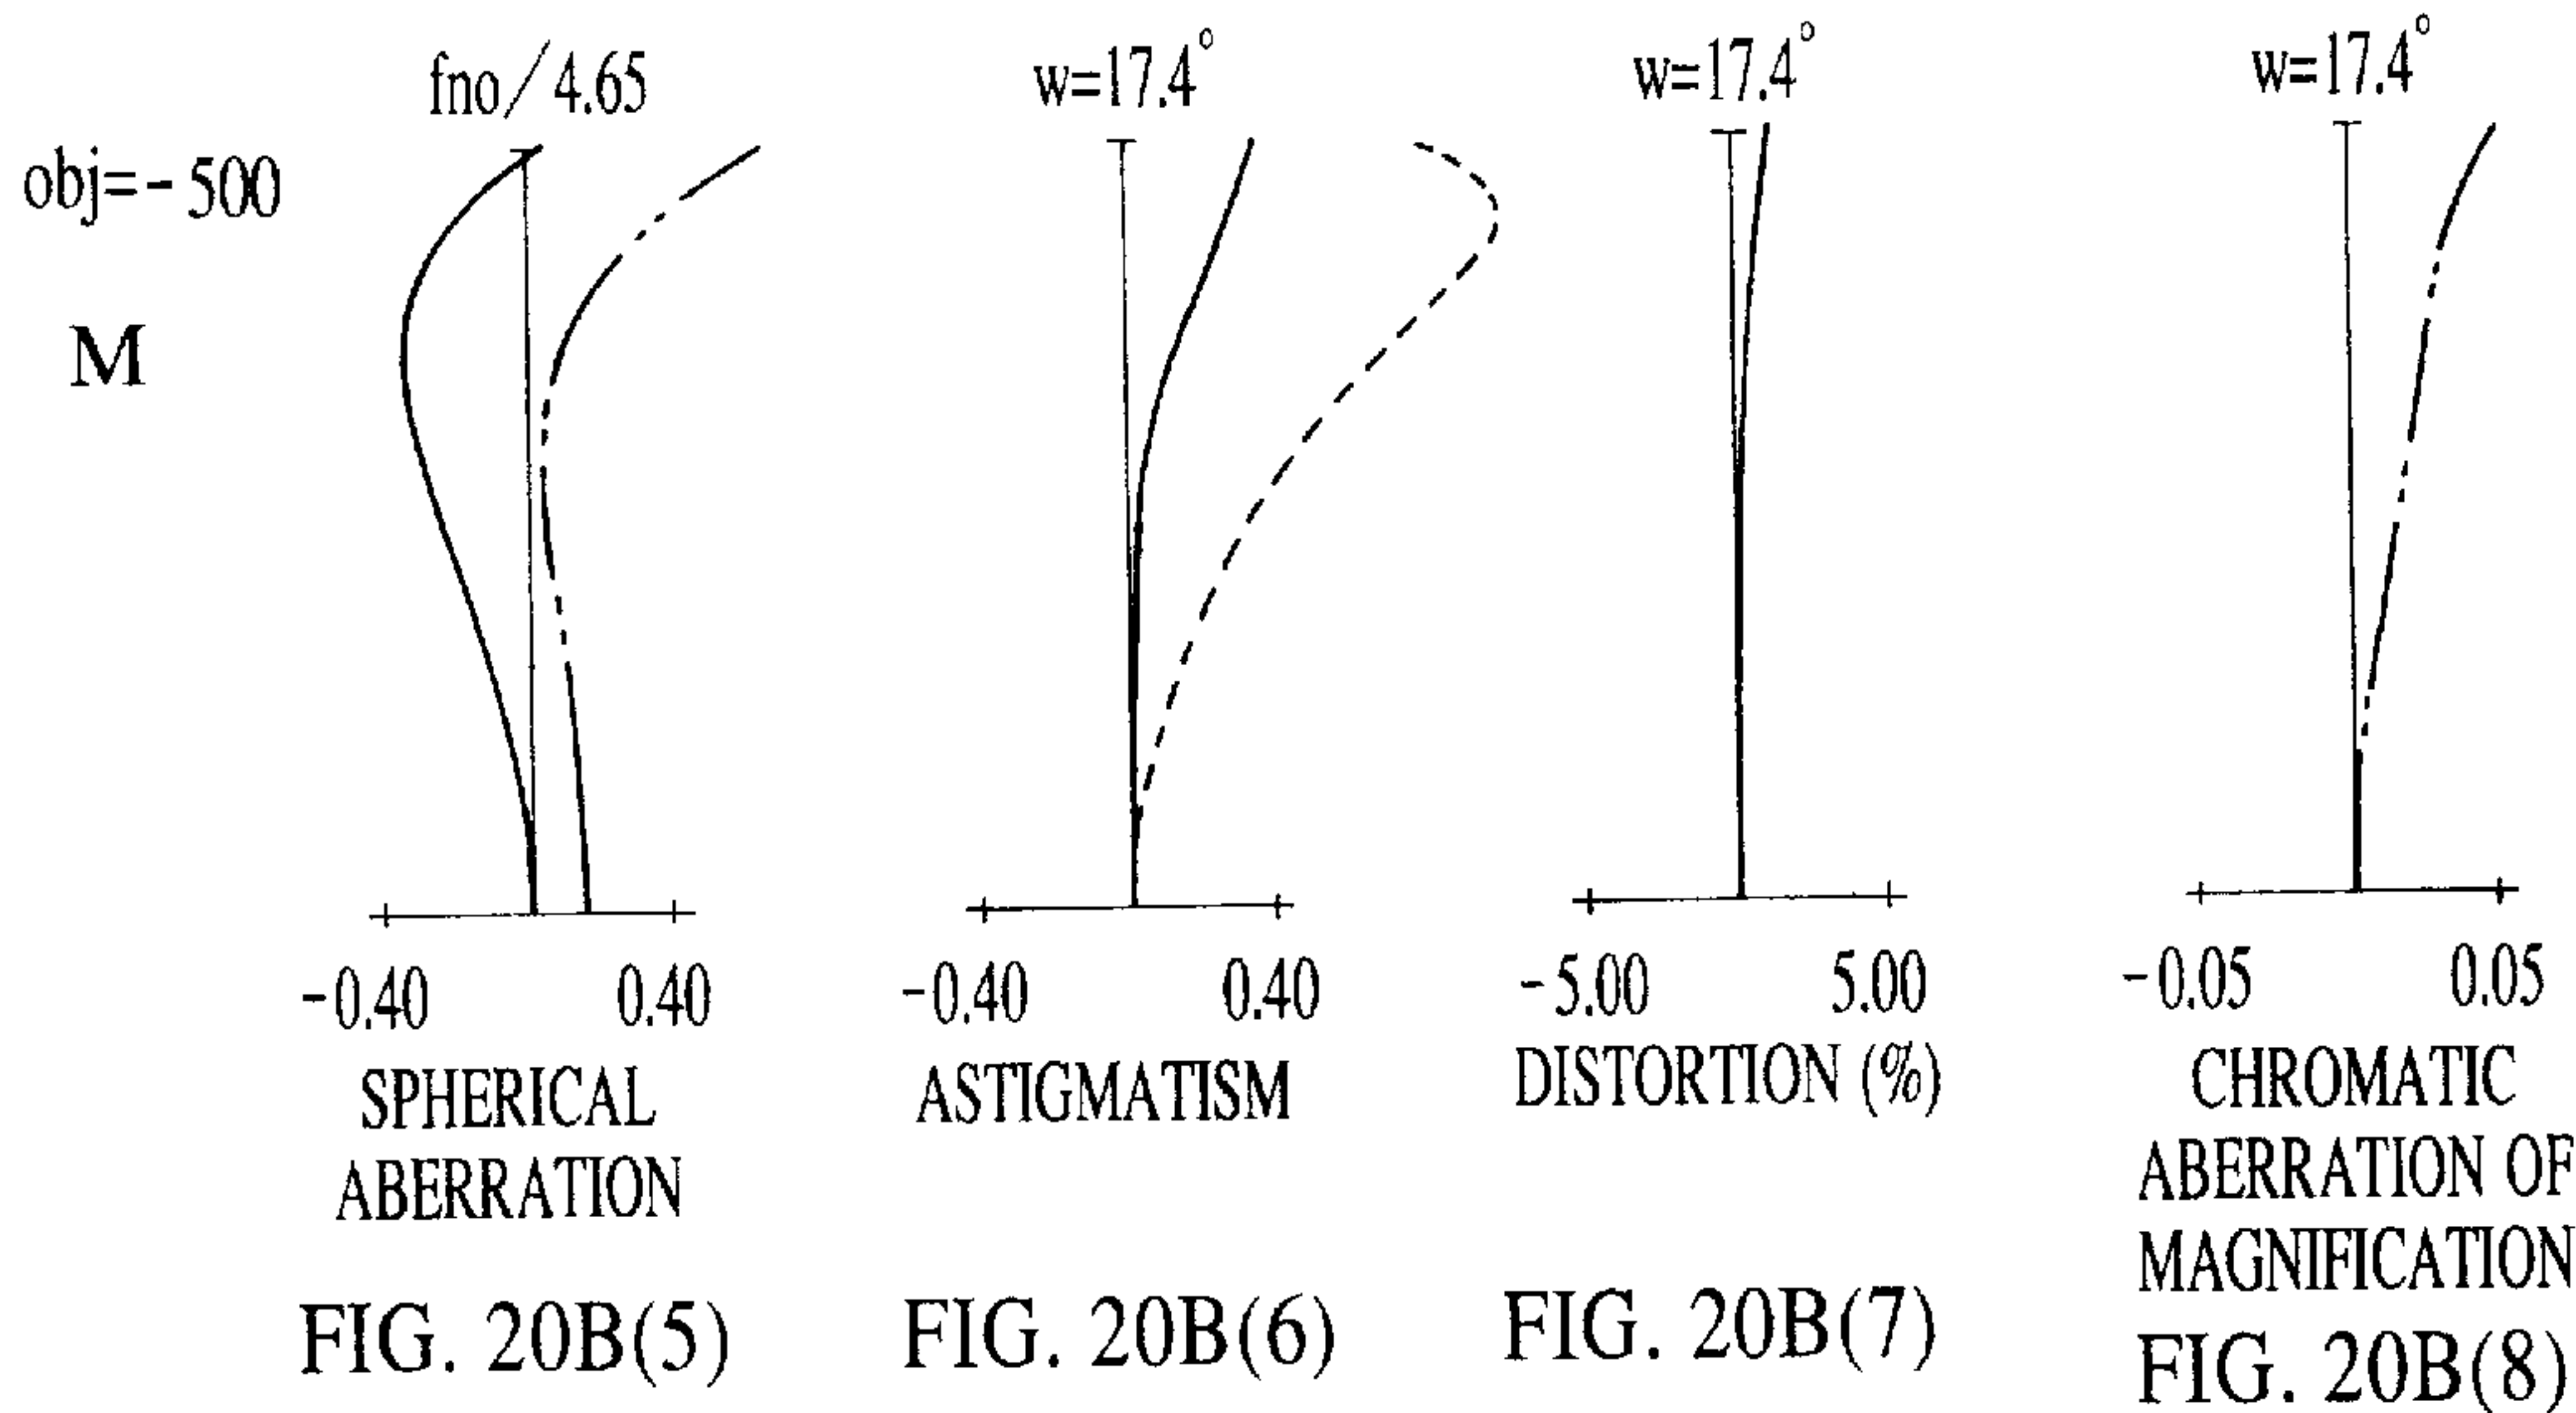 fno/4.65
w=17.4°
w=17.4°
w=17.4°
obj=-500
M
-0.40 0.40
-0.40 0.40
-5.00 5.00
-0.05 0.05
SPHERICAL
ABERRATION
ASTIGMATISM
DISTORTION (%)
CHROMATIC
ABERRATION OF
MAGNIFICATION
FIG. 20B(5)
FIG. 20B(6)
FIG. 20B(7)
FIG. 20B(8)